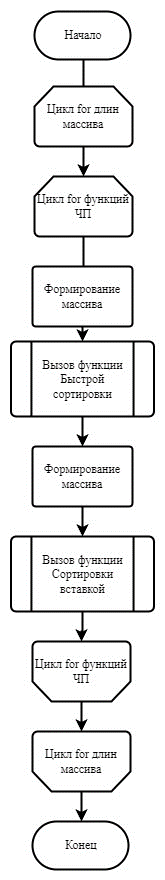 Начало
Цикл for длин
массива
Цикл for функций
ЧП
Формирование
массива
Вызов функции
Быстрой
сортировки
Формирование
массива
Вызов функции
Сортировки
вставкой
Цикл for функций
ЧП
Цикл for длин
массива
Конец